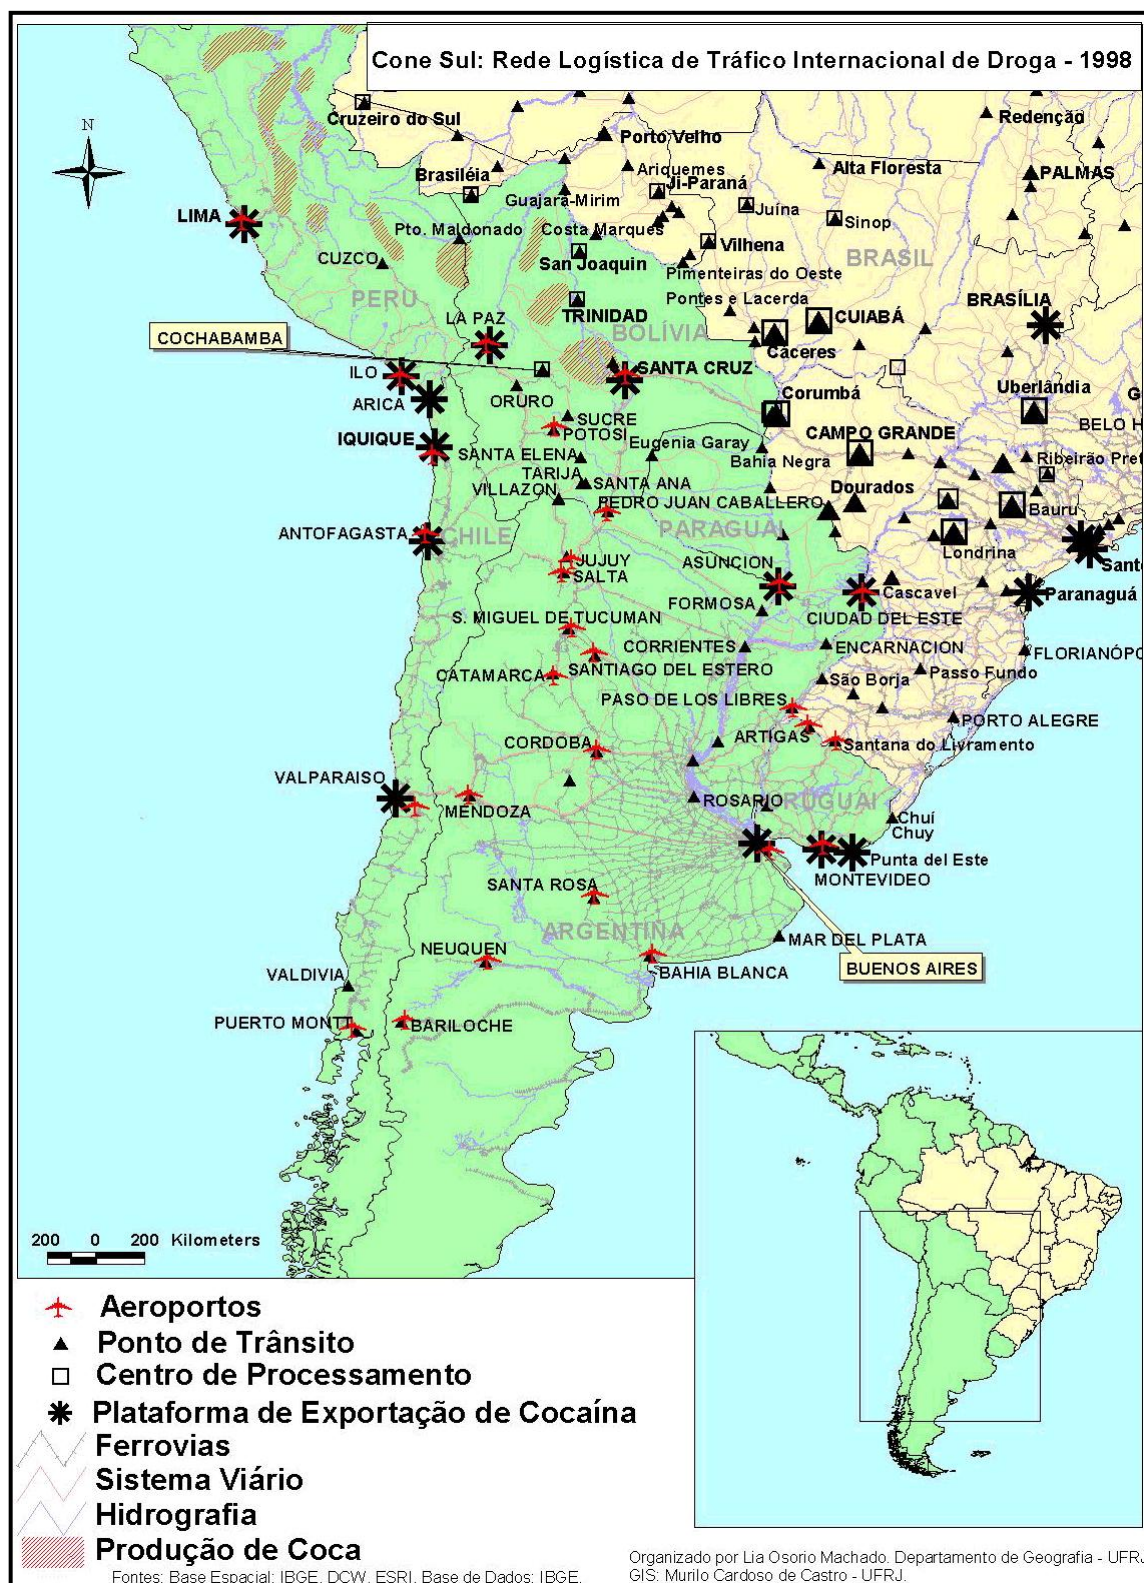 Cone Sul: Rede Logística de Tráfico Internacional de Droga - 1998
N
Cruzeiro do Sul
Porto Velho
Redenção
Ariquemes
Alta Floresta
PALMAS
Brasiléia
Ji-Paraná
Guajará-Mirim
Juína
LIMA
Sinop
Pto. Maldonado
Costa Marques
Vilhena
CUZCO
San Joaquin
BRASIL
Pimenteiras do Oeste
PERU
Pontes e Lacerda
BRASÍLIA
TRINIDAD
LA PAZ
BOLÍVIA
CUIABÁ
COCHABAMBA
Cáceres
ILO
SANTA CRUZ
Uberlândia
ARICA
ORURO
Corumbá
SUCRE
BELO H
POTOSI
IQUIQUE
Eugenia Garay
CAMPO GRANDE
SANTA ELENA
Bahia Negra
Ribeirão Pret
TARIJA
SANTA ANA
VILLAZON
Dourados
PEDRO JUAN CABALLERO
Bauru
ANTOFAGASTA
CHILE
PARAGUAI
Londrina
JUJUY
ASUNCION
Sant
SALTA
Cascavel
Paranaguá
FORMOSA
S. MIGUEL DE TUCUMAN
CIUDAD DEL ESTE
CORRIENTES
ENCARNACION
FLORIANÓPO
SANTIAGO DEL ESTERO
CATAMARCA
São Borja
Passo Fundo
PASO DE LOS LIBRES
PORTO ALEGRE
ARTIGAS
CORDOBA
Santana do Livramento
VALPARAISO
ROSARIO
URUGUAI
MENDOZA
Chuí
Chuy
Punta del Este
MONTEVIDEO
SANTA ROSA
ARGENTINA
MAR DEL PLATA
NEUQUEN
BUENOS AIRES
BAHIA BLANCA
VALDIVIA
PUERTO MONTT
BARILOCHE
200 0 200 Kilometers
Aeroportos
Ponto de Trânsito
Centro de Processamento
Plataforma de Exportação de Cocaína
Ferrovias
Sistema Viário
Hidrografia
Produção de Coca
Fontes: Base Espacial: IBGE, DCW, ESRI. Base de Dados: IBGE.
Organizado por Lia Osorio Machado. Departamento de Geografia - UFRJ
GIS: Murilo Cardoso de Castro - UFRJ.